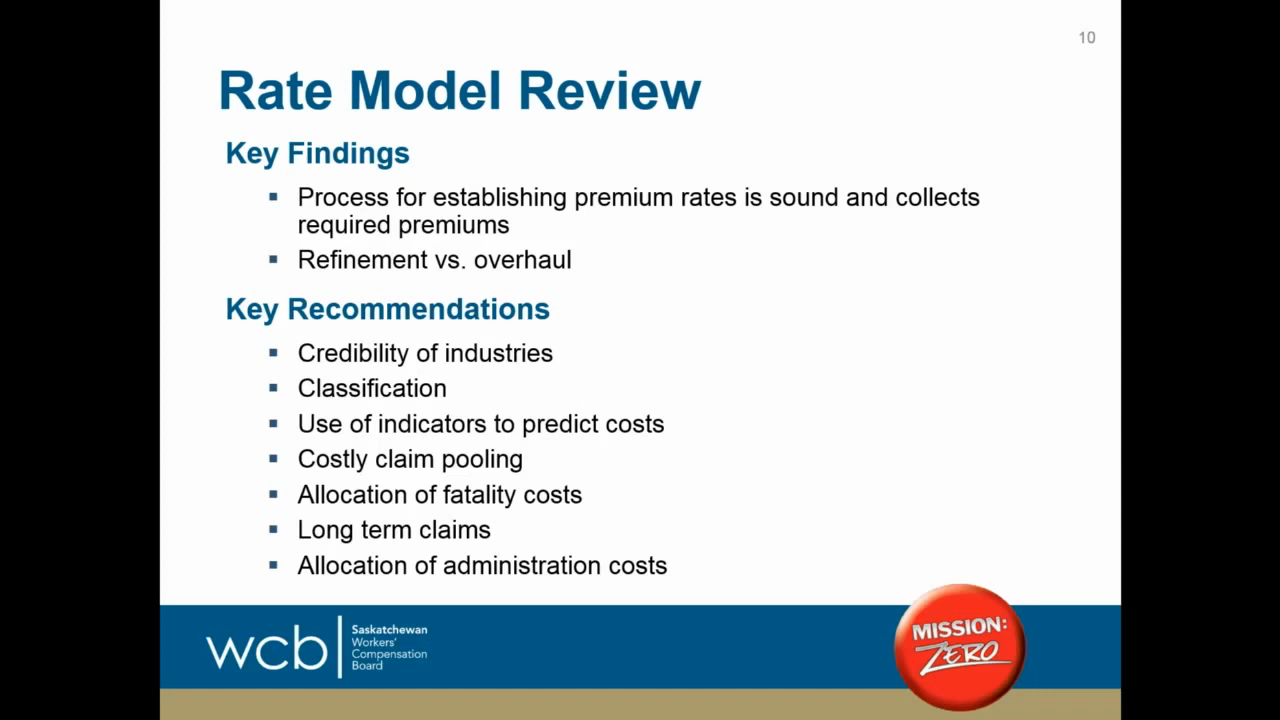 10
Rate Model Review
Key Findings
▪ Process for establishing premium rates is sound and collects
required premiums
▪ Refinement vs. overhaul
Key Recommendations
▪ Credibility of industries
▪ Classification
▪ Use of indicators to predict costs
▪ Costly claim pooling
▪ Allocation of fatality costs
▪ Long term claims
▪ Allocation of administration costs
wcb
Saskatchewan
Workers'
Compensation
Board
MISSION:
ZERO